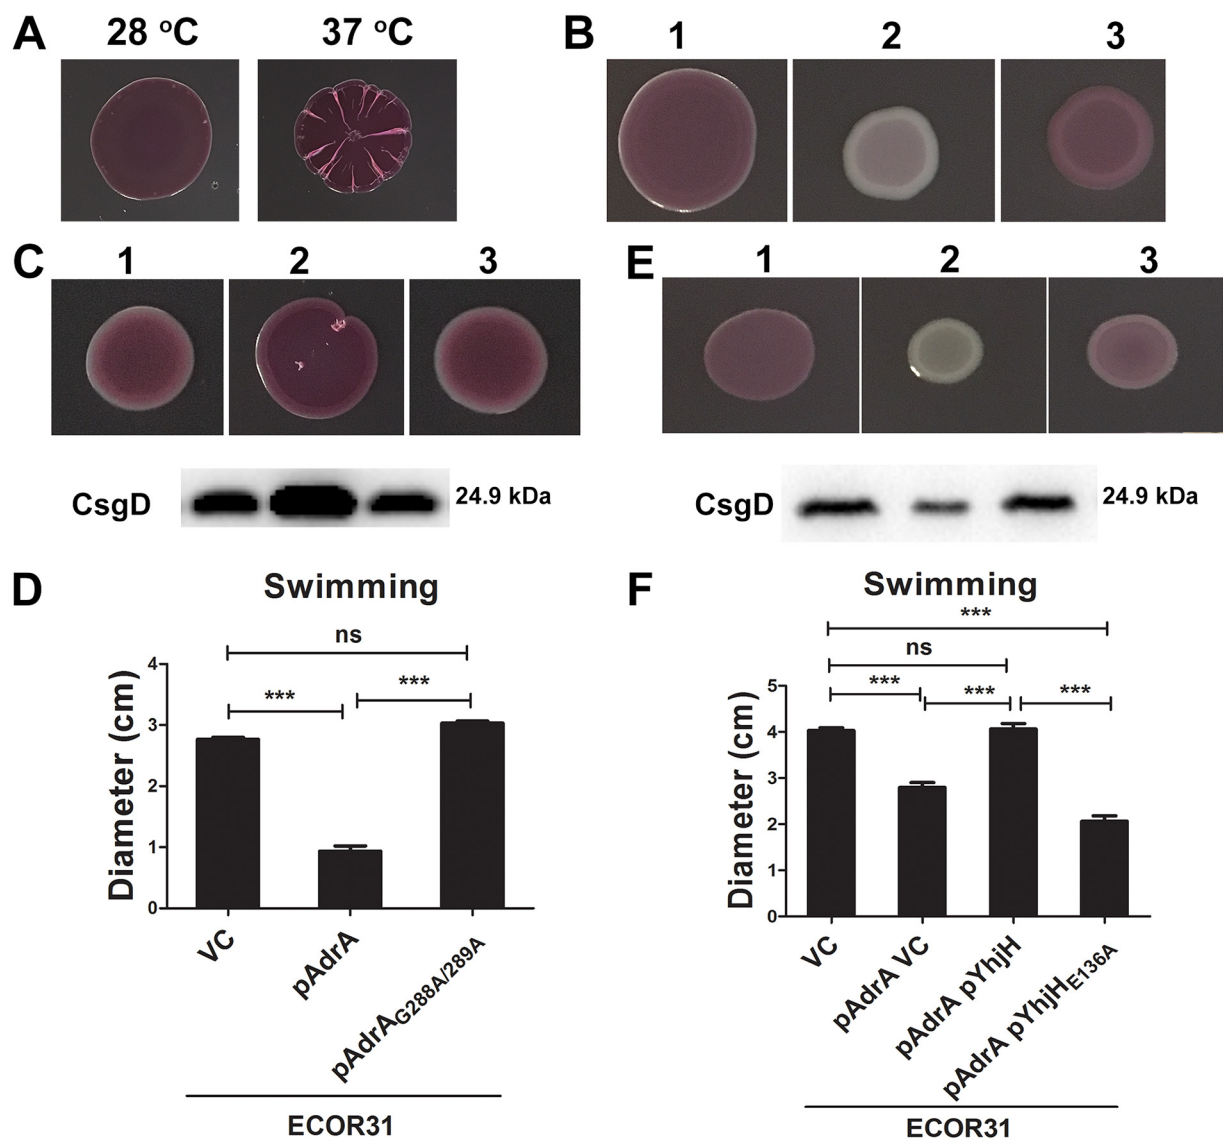 A
28 ºC
37 ºC
B
1
2
3
C
1
2
3
CsgD
24.9 kDa
E
1
2
3
CsgD
24.9 kDa
D
Swimming
ns
***
***
Diameter (cm)
4
3
2
1
0
VC
pAdrA
pAdrAG288A/289A
ECOR31
F
Swimming
***
ns
***
***
***
Diameter (cm)
5
4
3
2
1
0
VC
pAdrA VC
pAdrA pYhjH
pAdrA pYhjHE136A
ECOR31